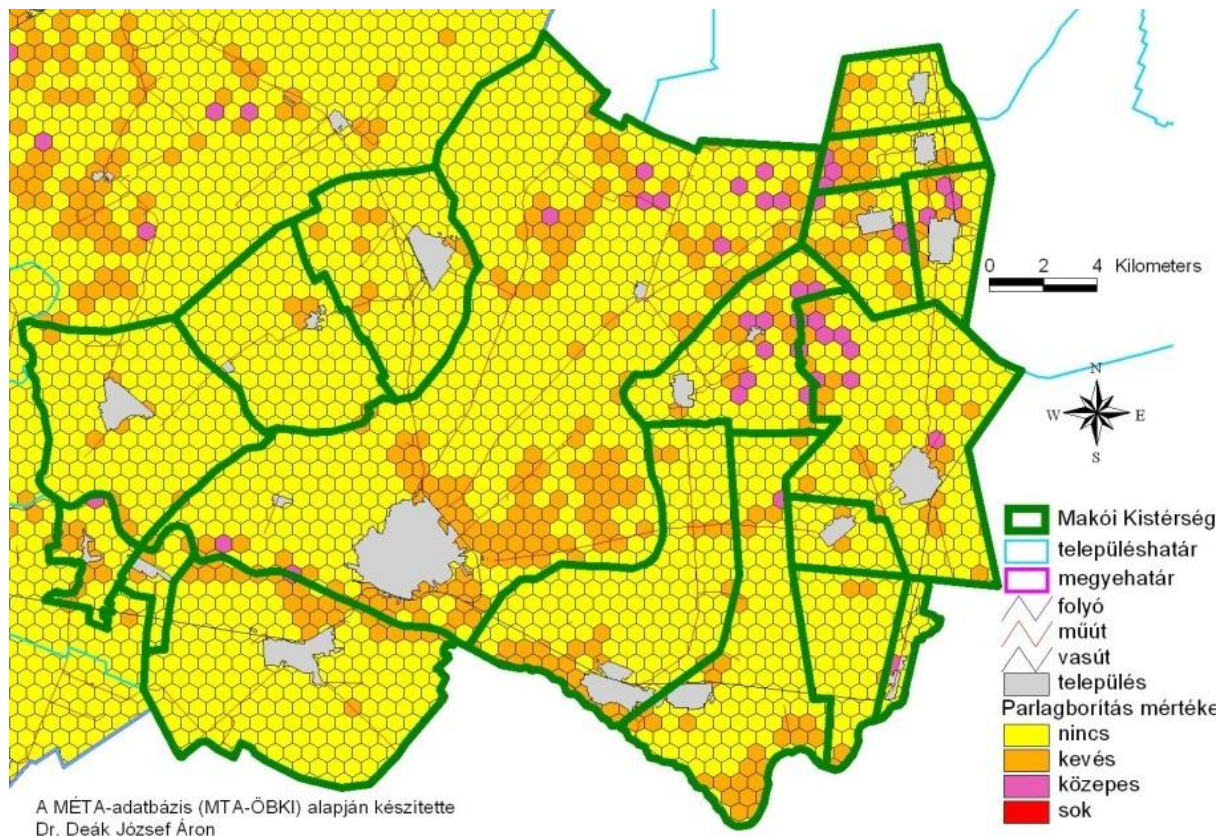 0 2 4 Kilometers
N
W E
S
Makói Kistérség
településhatár
megyehatár
folyó
műút
vasút
település
Parlagborítás mértéke
nincs
kevés
közepes
sok
A MÉTA-adatbázis (MTA-ÖBKI) alapján készítette
Dr. Deák József Áron